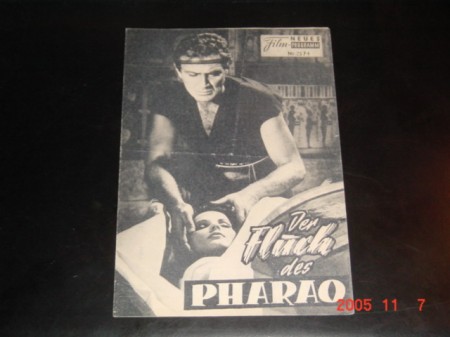 NEUES
Film- PROGRAMM
Der
Fluch
des
PHARAO
2005 11 7